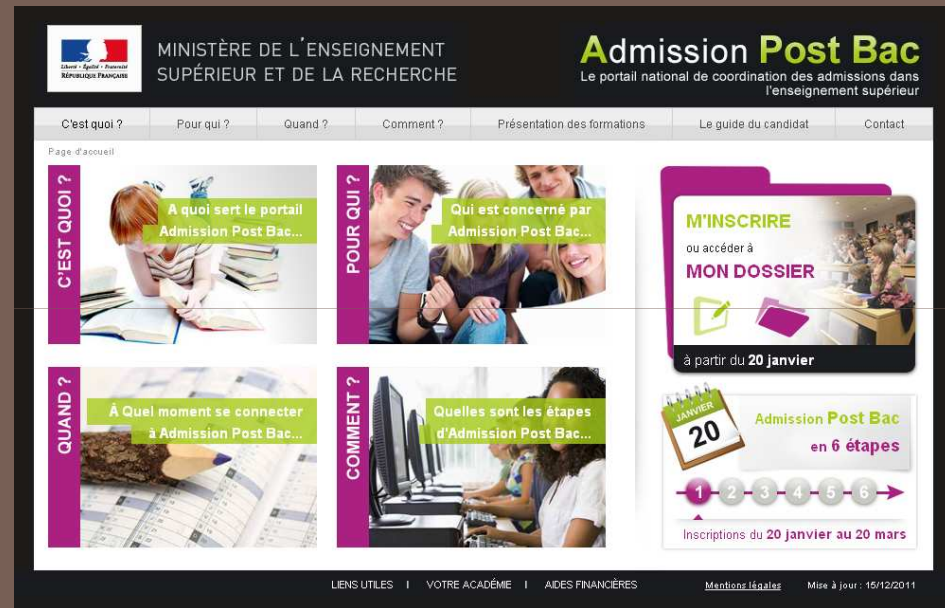 Liberté • Égalité • Fraternité
RÉPUBLIQUE FRANÇAISE
MINISTÈRE DE L'ENSEIGNEMENT
SUPÉRIEUR ET DE LA RECHERCHE
Admission Post Bac
Le portail national de coordination des admissions dans
l'enseignement supérieur
C'est quoi ?
Pour qui ?
Quand ?
Comment ?
Présentation des formations
Le guide du candidat
Contact
Page d'accueil
C'EST QUOI ?
A quoi sert le portail
Admission Post Bac...
POUR QUI ?
Qui est concerné par
Admission Post Bac...
M'INSCRIRE
ou accéder à
MON DOSSIER
à partir du 20 janvier
QUAND ?
À Quel moment se connecter
à Admission Post Bac...
COMMENT ?
Quelles sont les étapes
d'Admission Post Bac...
JANVIER
20
Admission Post Bac
en 6 étapes
1 2 3 4 5 6
Inscriptions du 20 janvier au 20 mars
LIENS UTILES I VOTRE ACADÉMIE I AIDES FINANCIÈRES
Mentions légales
Mise à jour : 15/12/2011